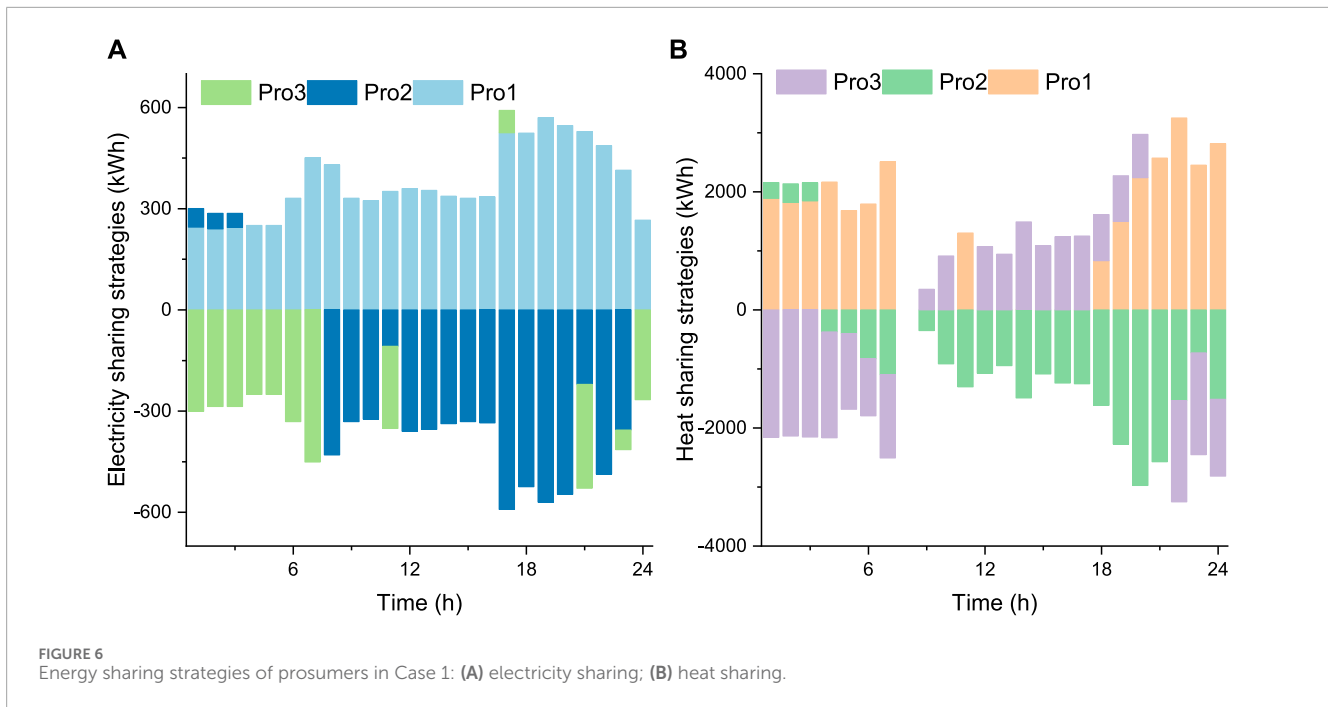 A
Electricity sharing strategies (kWh)
600
300
0
-300
-600
Pro3 Pro2 Pro1
6 12 18 24
Time (h)
B
Heat sharing strategies (kWh)
4000
2000
0
-2000
-4000
Pro3 Pro2 Pro1
6 12 18 24
Time (h)
FIGURE 6
Energy sharing strategies of prosumers in Case 1: (A) electricity sharing; (B) heat sharing.